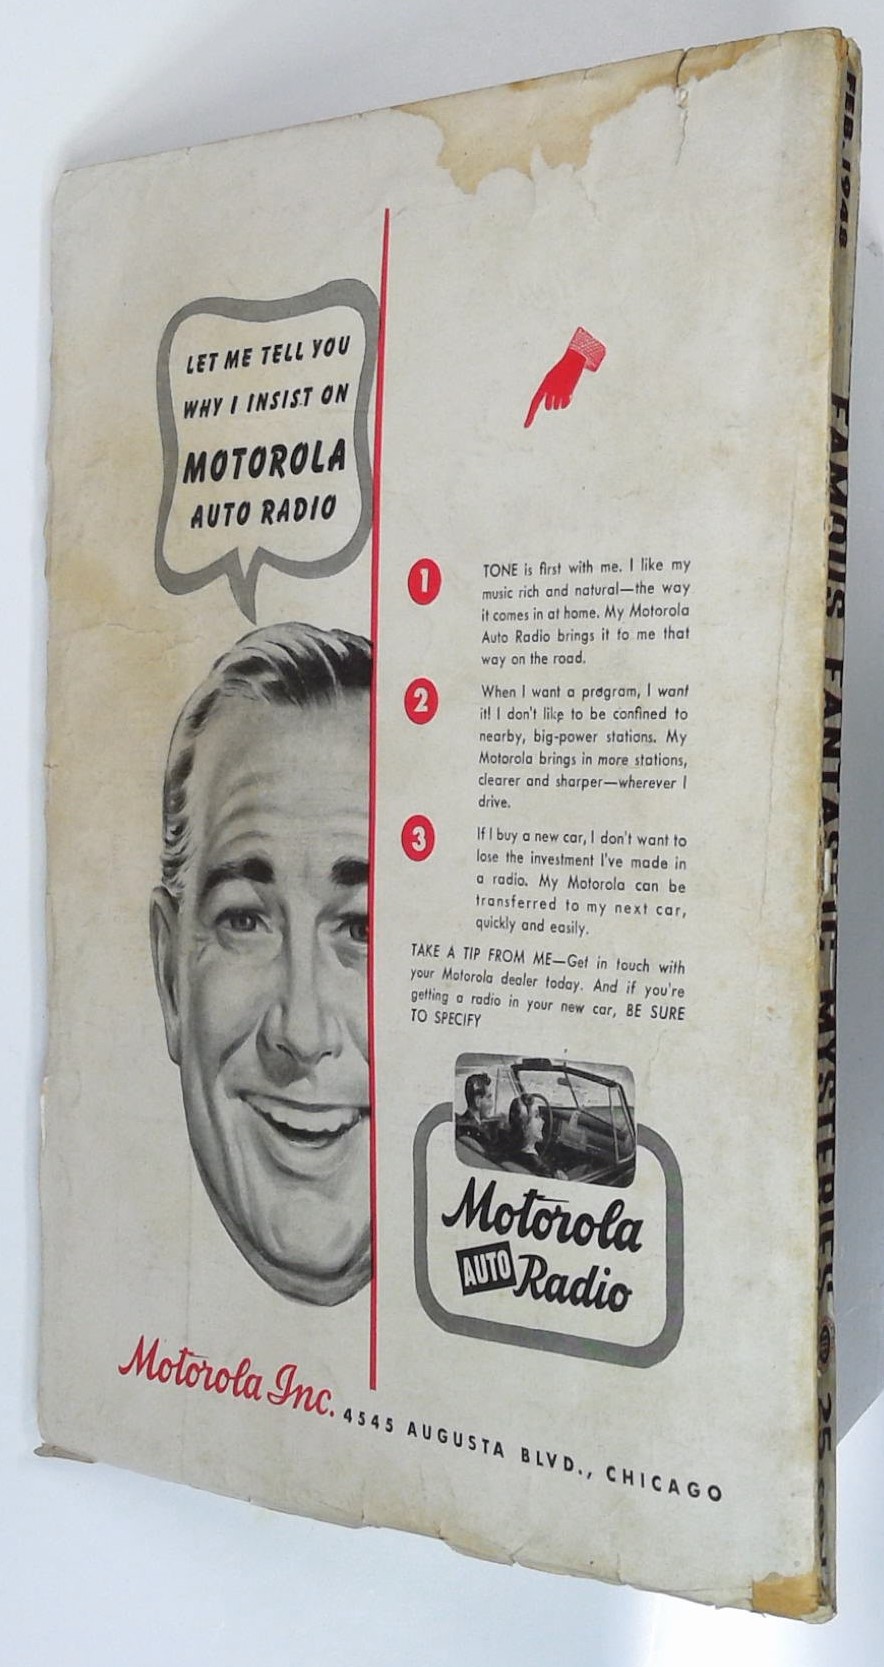 LET ME TELL YOU
WHY I INSIST ON
MOTOROLA
AUTO RADIO
1
TONE is first with me. I like my
music rich and natural—the way
it comes in at home. My Motorola
Auto Radio brings it to me that
way on the road.
2
When I want a program, I want
it! I don't like to be confined to
nearby, big-power stations. My
Motorola brings in more stations,
clearer and sharper—wherever I
drive.
3
If I buy a new car, I don't want to
lose the investment I've made in
a radio. My Motorola can be
transferred to my next car,
quickly and easily.
TAKE A TIP FROM ME—Get in touch with
your Motorola dealer today. And if you're
getting a radio in your new car, BE SURE
TO SPECIFY
Motorola
AUTO Radio
Motorola Inc. 4545 AUGUSTA BLVD., CHICAGO
FEB. 1948
FAMOUS FANTASTIC MYSTERIES
25